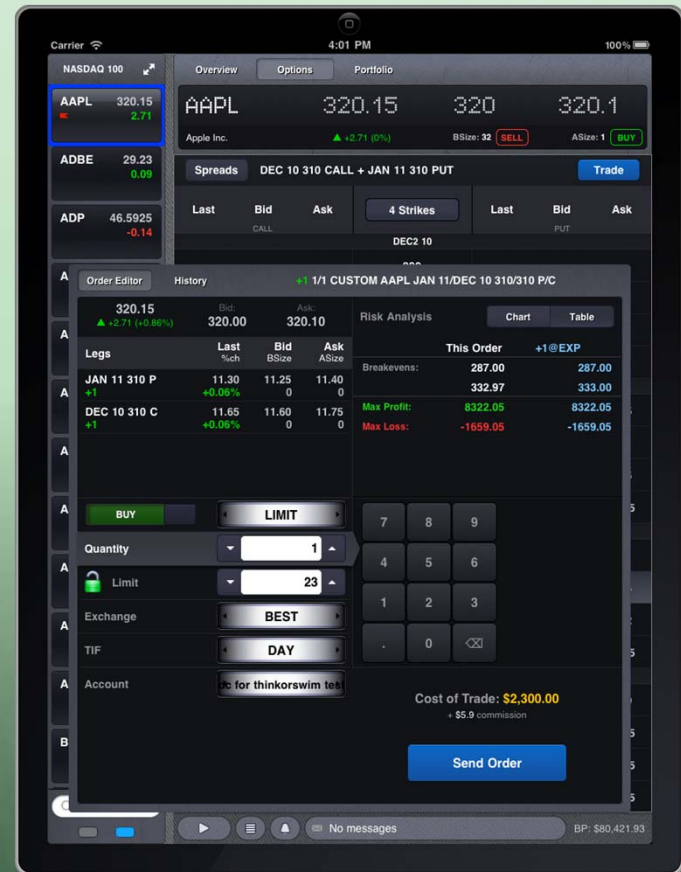 Carrier 4:01 PM 100%
NASDAQ 100 Overview Options Portfolio
AAPL 320.15
2.71
AAPL 320.15 320 320.1
Apple Inc. +2.71 (0%) BSize: 32 SELL ASize: 1 BUY
ADBE 29.23
0.09
Spreads DEC 10 310 CALL + JAN 11 310 PUT Trade
ADP 46.5925
-0.14
Last Bid Ask 4 Strikes Last Bid Ask
CALL PUT
DEC2 10
Order Editor History +1 1/1 CUSTOM AAPL JAN 11/DEC 10 310/310 P/C
320.15 Bid: Ask:
+2.71 (+0.86%) 320.00 320.10
Risk Analysis Chart Table
Legs Last Bid Ask
%ch BSize ASize
JAN 11 310 P 11.30 11.25 11.40
+1 +0.06% 0 0
DEC 10 310 C 11.65 11.60 11.75
+1 +0.06% 0 0
This Order +1@EXP
Breakevens: 287.00 287.00
332.97 333.00
Max Profit: 8322.05 8322.05
Max Loss: -1659.05 -1659.05
BUY LIMIT
Quantity 1
Limit 23
Exchange BEST
TIF DAY
Account for thinkorswim
7 8 9
4 5 6
1 2 3
. 0
Cost of Trade: $2,300.00
+ $5.9 commission
Send Order
No messages BP: $80,421.93